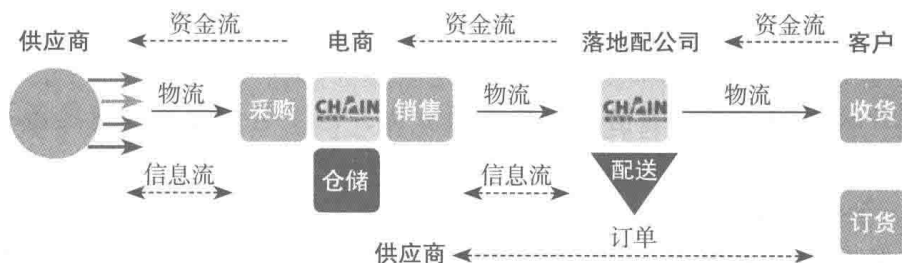 资金流 资金流 资金流
供应商 电商 落地配公司 客户
物流 物流 物流
采购 CHAIN 销售 CHAIN 收货
信息流 仓储 信息流 配送
订货
订单
供应商